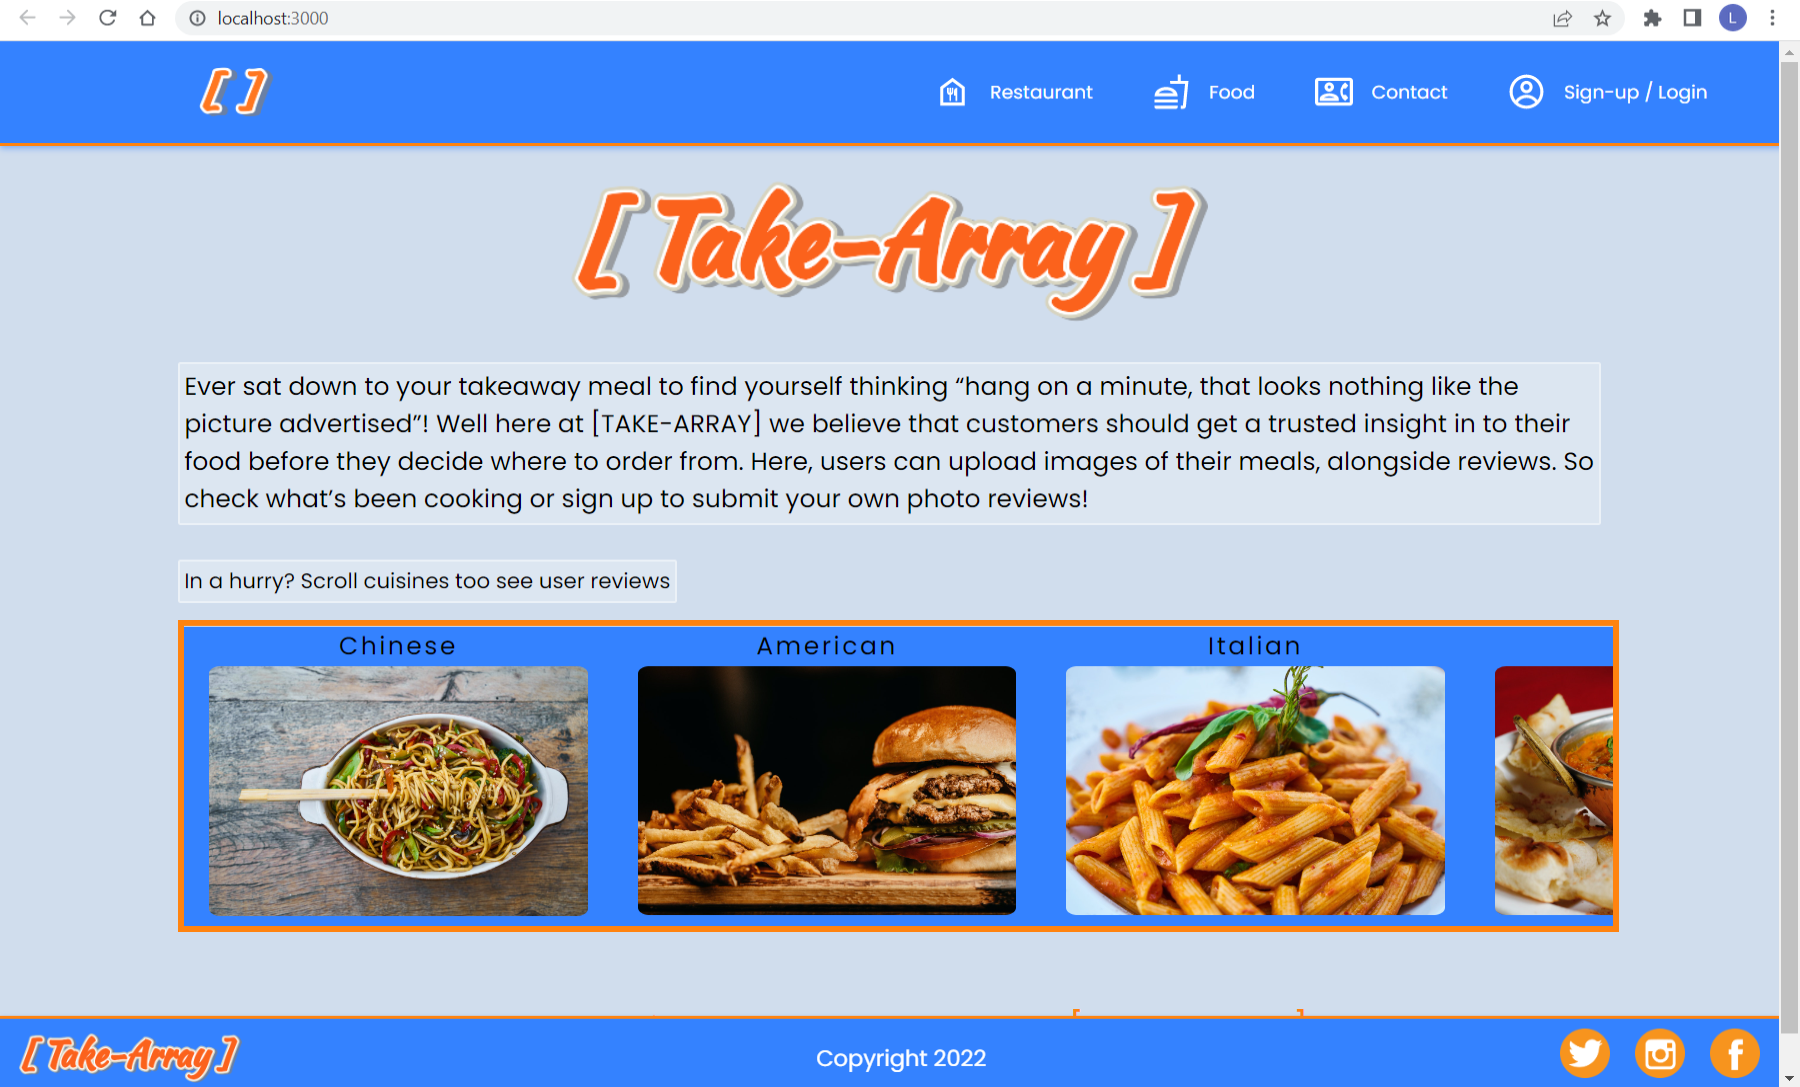 localhost:3000
L
[ ]
Restaurant
Food
Contact
Sign-up / Login
[ Take-Array ]
Ever sat down to your takeaway meal to find yourself thinking “hang on a minute, that looks nothing like the
picture advertised”! Well here at [TAKE-ARRAY] we believe that customers should get a trusted insight in to their
food before they decide where to order from. Here, users can upload images of their meals, alongside reviews. So
check what’s been cooking or sign up to submit your own photo reviews!
In a hurry? Scroll cuisines too see user reviews
Chinese
American
Italian
[ Take-Array ]
Copyright 2022